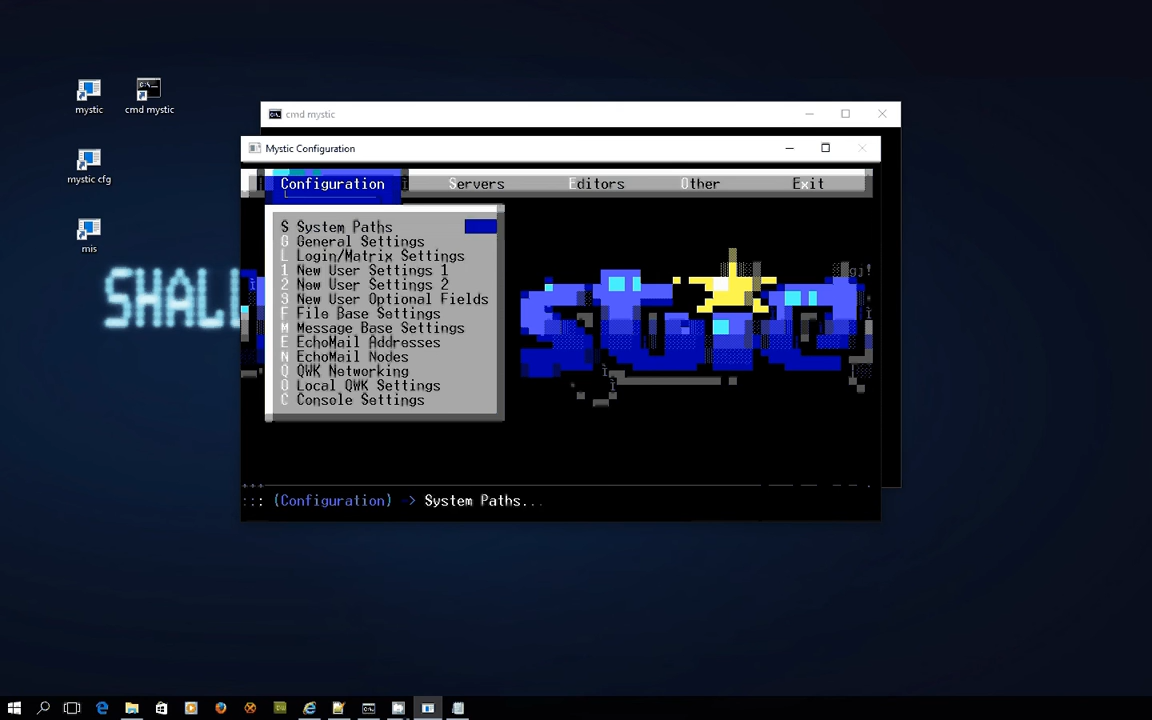 mystic
cmd mystic
mystic cfg
mis
SHALL
cmd mystic
Mystic Configuration
Configuration
Servers
Editors
Other
Exit
S System Paths
G General Settings
L Login/Matrix Settings
1 New User Settings 1
2 New User Settings 2
3 New User Optional Fields
F File Base Settings
M Message Base Settings
E EchoMail Addresses
N EchoMail Nodes
Q QWK Networking
O Local QWK Settings
C Console Settings
gj!
::: (Configuration) -> System Paths...